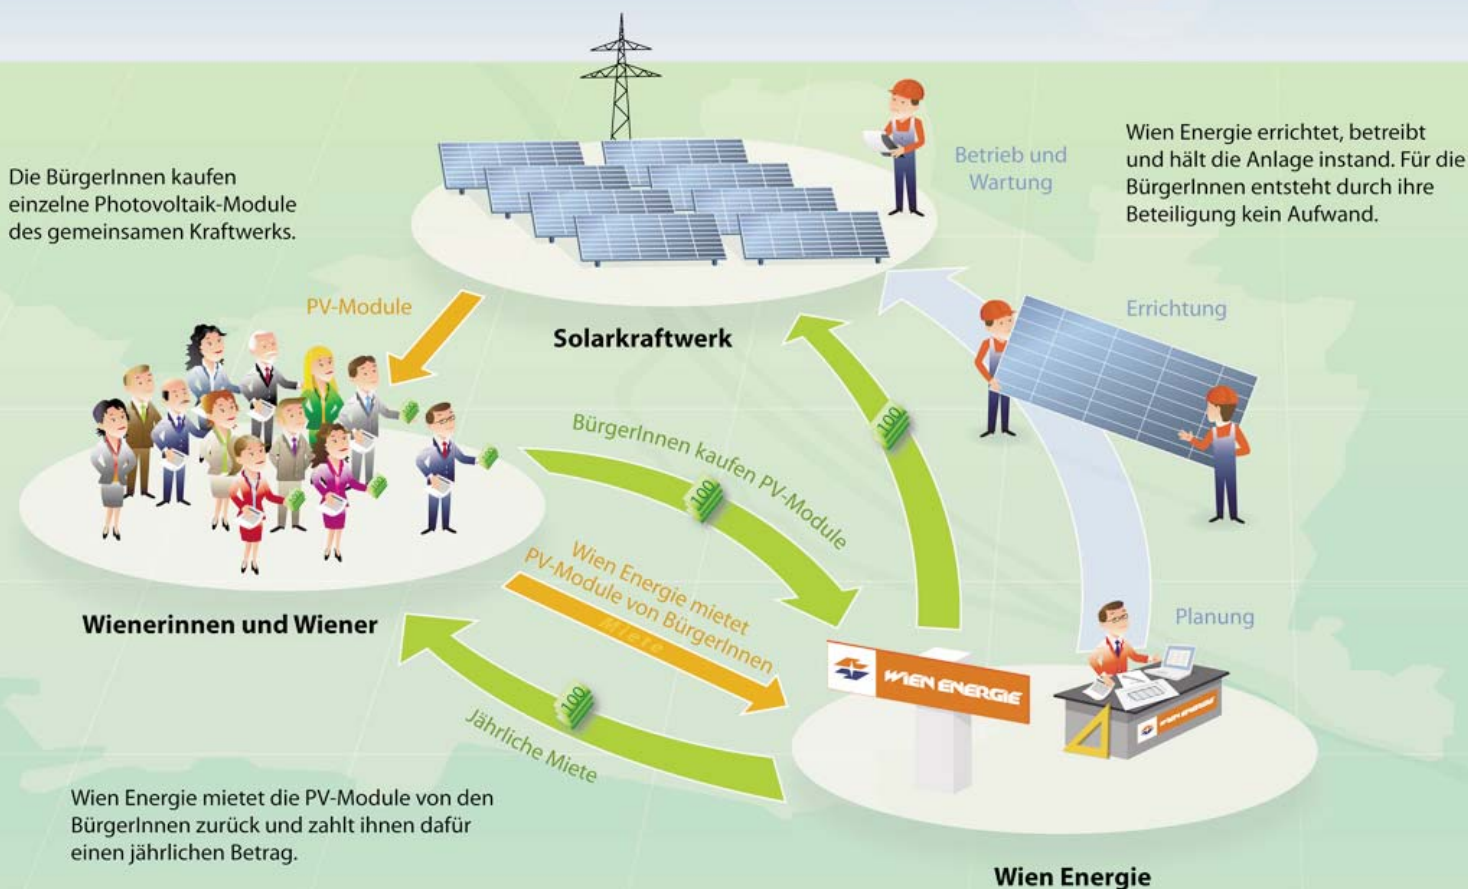 Die BürgerInnen kaufen
einzelne Photovoltaik-Module
des gemeinsamen Kraftwerks.
Betrieb und
Wartung
Wien Energie errichtet, betreibt
und hält die Anlage instand. Für die
BürgerInnen entsteht durch ihre
Beteiligung kein Aufwand.
PV-Module
Solarkraftwerk
Errichtung
100
BürgerInnen kaufen PV-Module
100
Wien Energie mietet
PV-Module von BürgerInnen
Miete
Wienerinnen und Wiener
Planung
WIEN ENERGIE
WIEN ENERGIE
100
Jährliche Miete
Wien Energie mietet die PV-Module von den
BürgerInnen zurück und zahlt ihnen dafür
einen jährlichen Betrag.
Wien Energie